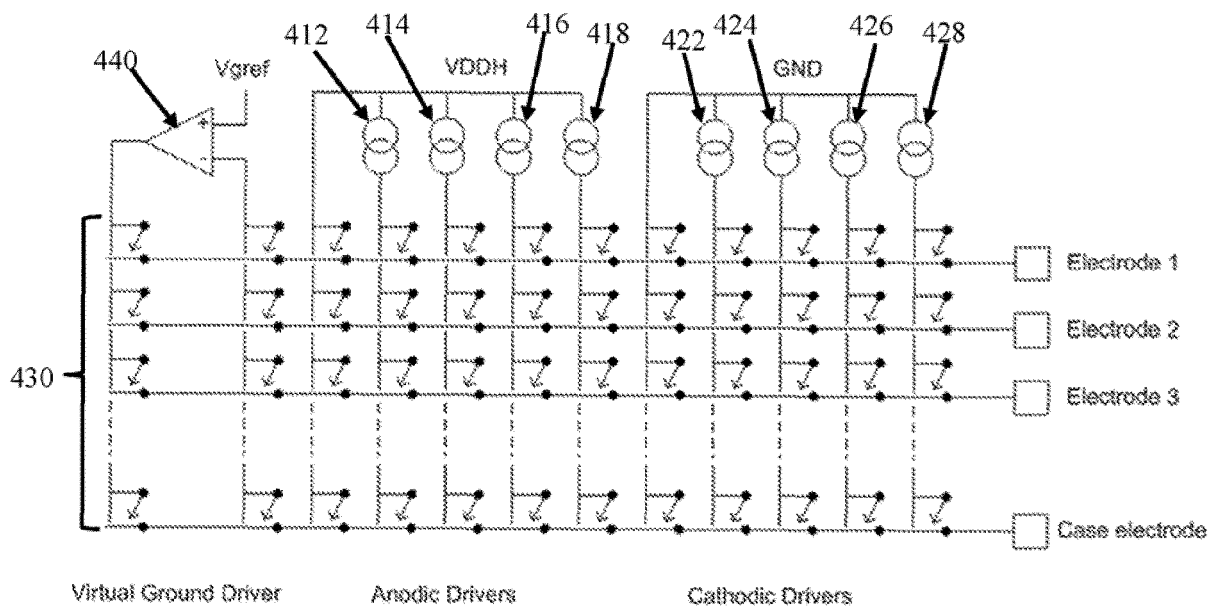 412
414
416
418
422
424
426
428
440
Vgref
VDDH
GND
+
-
430
Electrode 1
Electrode 2
Electrode 3
Case electrode
Virtual Ground Driver
Anodic Drivers
Cathodic Drivers